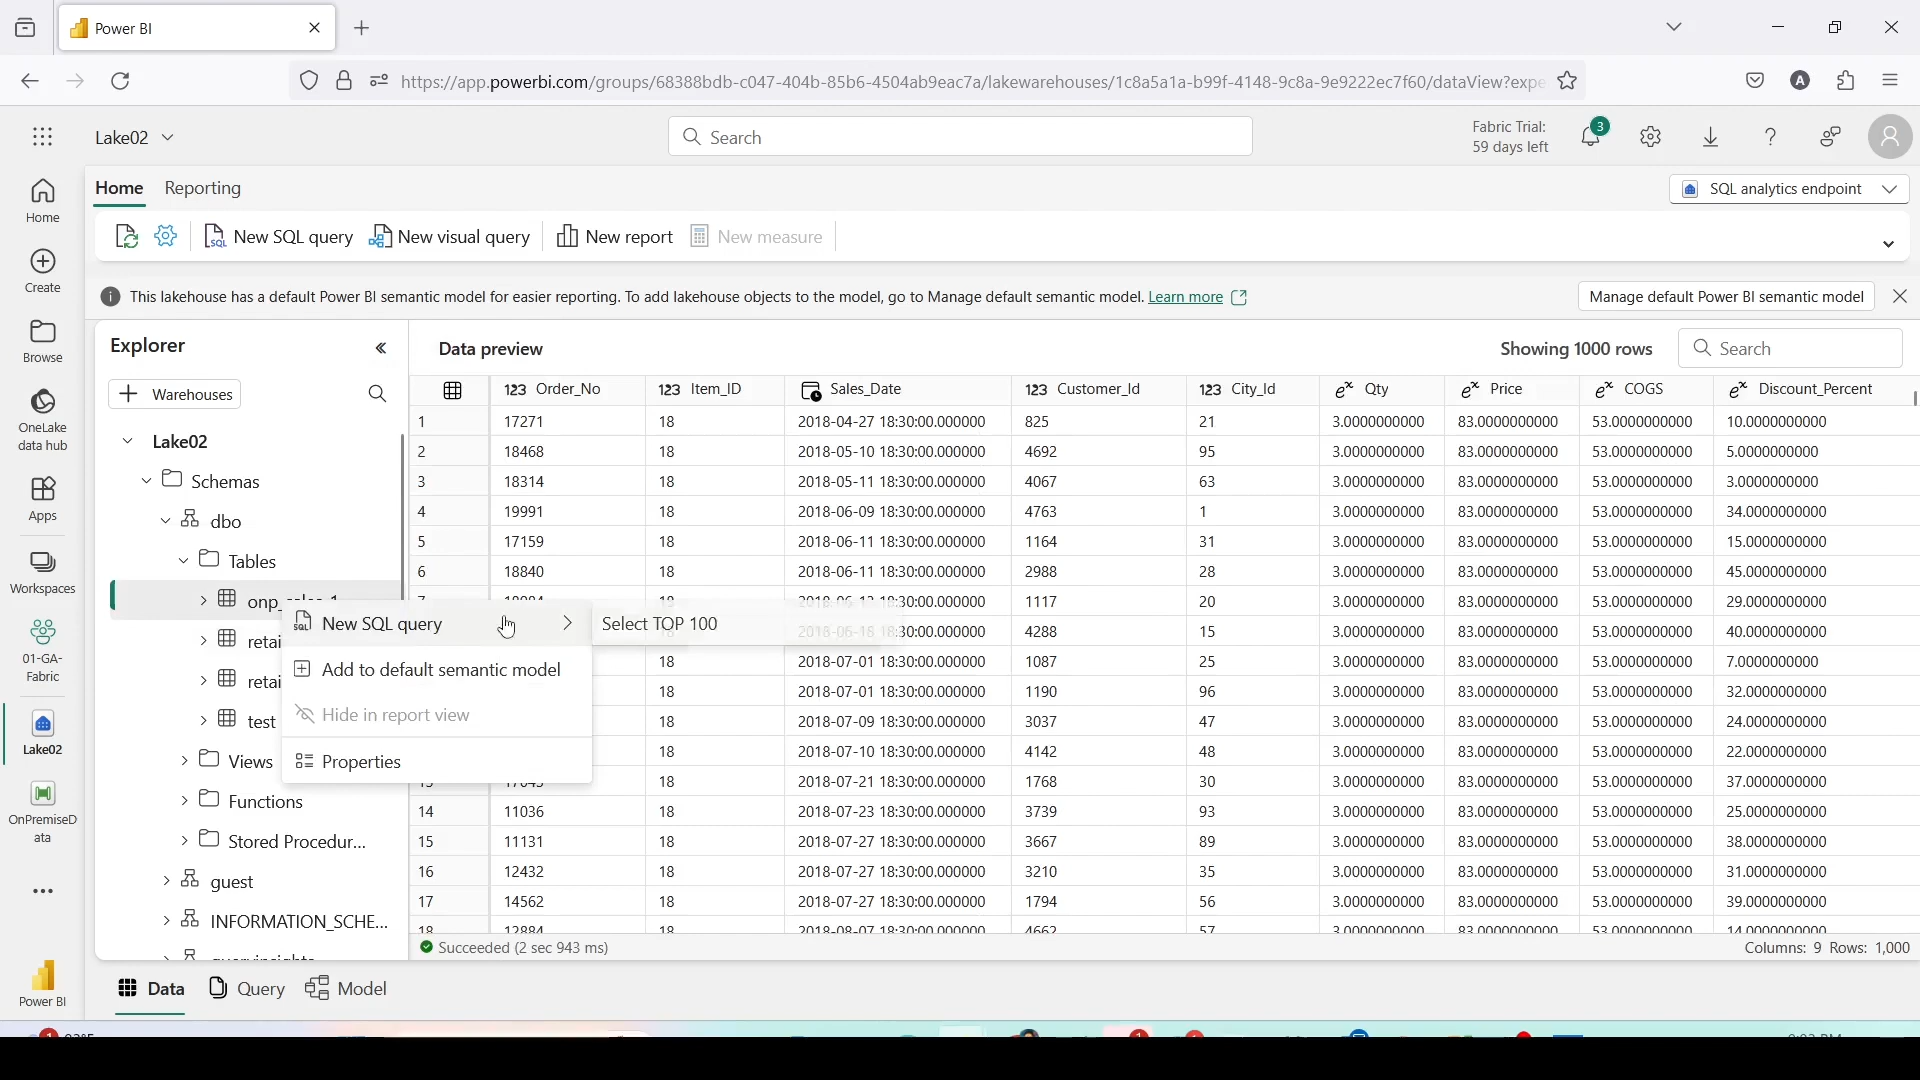 Power BI
https://app.powerbi.com/groups/68388bdb-c047-404b-85b6-4504ab9eac7a/lakewarehouses/1c8a5a1a-b99f-4148-9c8a-9e9222ec7f60/dataView?expe
A
Lake02
Search
Fabric Trial:
59 days left
3
?
Home
Create
Browse
OneLake
data hub
Apps
Workspaces
01-GA-
Fabric
Lake02
OnPremiseD
ata
Power BI
Home Reporting
SQL analytics endpoint
New SQL query New visual query New report New measure
This lakehouse has a default Power BI semantic model for easier reporting. To add lakehouse objects to the model, go to Manage default semantic model. Learn more
Manage default Power BI semantic model
Explorer
Warehouses
Lake02
Schemas
dbo
Tables
test
Views
Functions
Stored Procedur...
guest
INFORMATION_SCHE...
New SQL query
Select TOP 100
Add to default semantic model
Hide in report view
Properties
Data preview
Showing 1000 rows
Search
Order_No Item_ID Sales_Date Customer_Id City_Id Qty Price COGS Discount_Percent
1 17271 18 2018-04-27 18:30:00.000000 825 21 3.0000000000 83.0000000000 53.0000000000 10.0000000000
2 18468 18 2018-05-10 18:30:00.000000 4692 95 3.0000000000 83.0000000000 53.0000000000 5.0000000000
3 18314 18 2018-05-11 18:30:00.000000 4067 63 3.0000000000 83.0000000000 53.0000000000 3.0000000000
4 19991 18 2018-06-09 18:30:00.000000 4763 1 3.0000000000 83.0000000000 53.0000000000 34.0000000000
5 17159 18 2018-06-11 18:30:00.000000 1164 31 3.0000000000 83.0000000000 53.0000000000 15.0000000000
6 18840 18 2018-06-11 18:30:00.000000 2988 28 3.0000000000 83.0000000000 53.0000000000 45.0000000000
1117 20 3.0000000000 83.0000000000 53.0000000000 29.0000000000
4288 15 3.0000000000 83.0000000000 53.0000000000 40.0000000000
18 2018-07-01 18:30:00.000000 1087 25 3.0000000000 83.0000000000 53.0000000000 7.0000000000
18 2018-07-01 18:30:00.000000 1190 96 3.0000000000 83.0000000000 53.0000000000 32.0000000000
18 2018-07-09 18:30:00.000000 3037 47 3.0000000000 83.0000000000 53.0000000000 24.0000000000
18 2018-07-10 18:30:00.000000 4142 48 3.0000000000 83.0000000000 53.0000000000 22.0000000000
18 2018-07-21 18:30:00.000000 1768 30 3.0000000000 83.0000000000 53.0000000000 37.0000000000
14 11036 18 2018-07-23 18:30:00.000000 3739 93 3.0000000000 83.0000000000 53.0000000000 25.0000000000
15 11131 18 2018-07-27 18:30:00.000000 3667 89 3.0000000000 83.0000000000 53.0000000000 38.0000000000
16 12432 18 2018-07-27 18:30:00.000000 3210 35 3.0000000000 83.0000000000 53.0000000000 31.0000000000
17 14562 18 2018-07-27 18:30:00.000000 1794 56 3.0000000000 83.0000000000 53.0000000000 39.0000000000
18 12884 18 2018-08-07 18:30:00.000000 4662 57 3.0000000000 83.0000000000 53.0000000000 14.0000000000
Succeeded (2 sec 943 ms)
Columns: 9 Rows: 1,000
Data Query Model